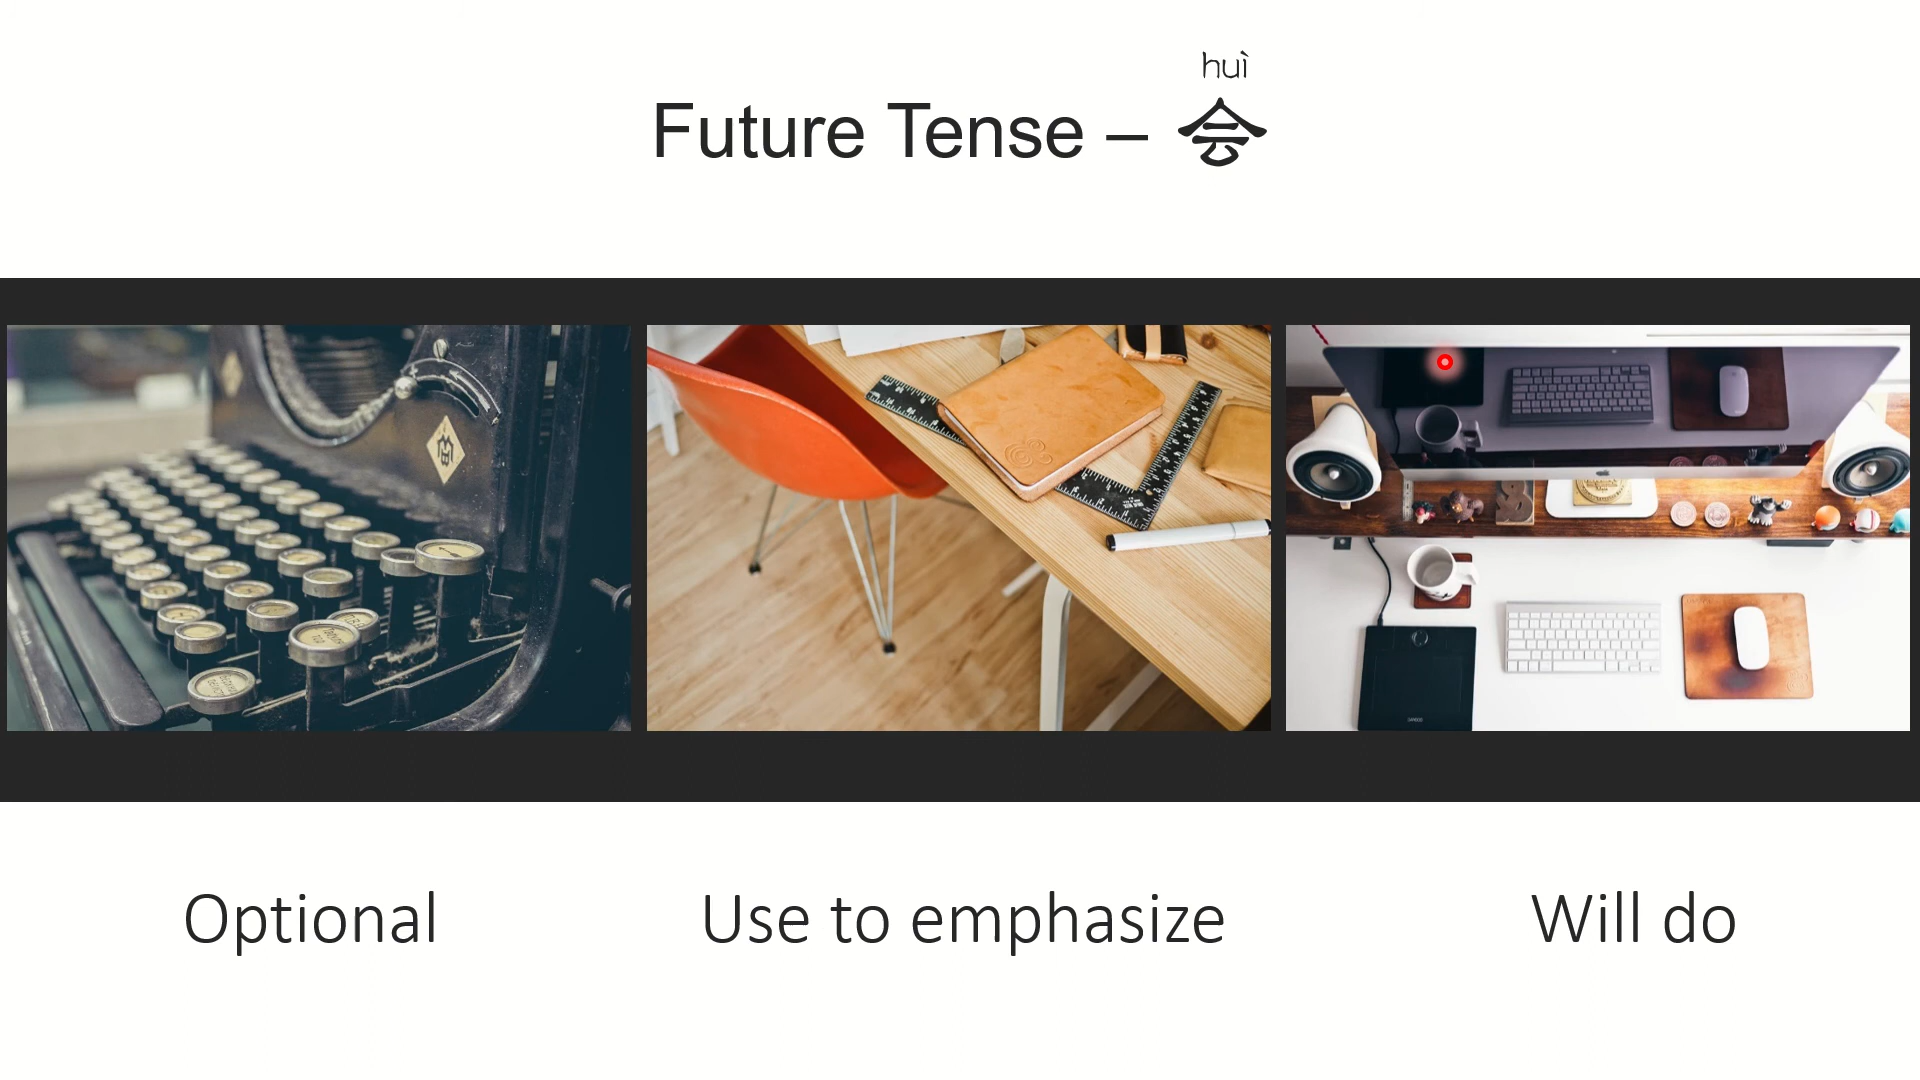 huì
Future Tense – 会
Optional
Use to emphasize
Will do